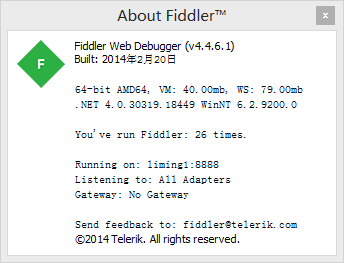 About Fiddler™
x
F
Fiddler Web Debugger (v4.4.6.1)
Built: 2014年2月20日
64-bit AMD64, VM: 40.00mb, WS: 79.00mb
.NET 4.0.30319.18449 WinNT 6.2.9200.0
You've run Fiddler: 26 times.
Running on: liming1:8888
Listening to: All Adapters
Gateway: No Gateway
Send feedback to: fiddler@telerik.com
©2014 Telerik. All rights reserved.